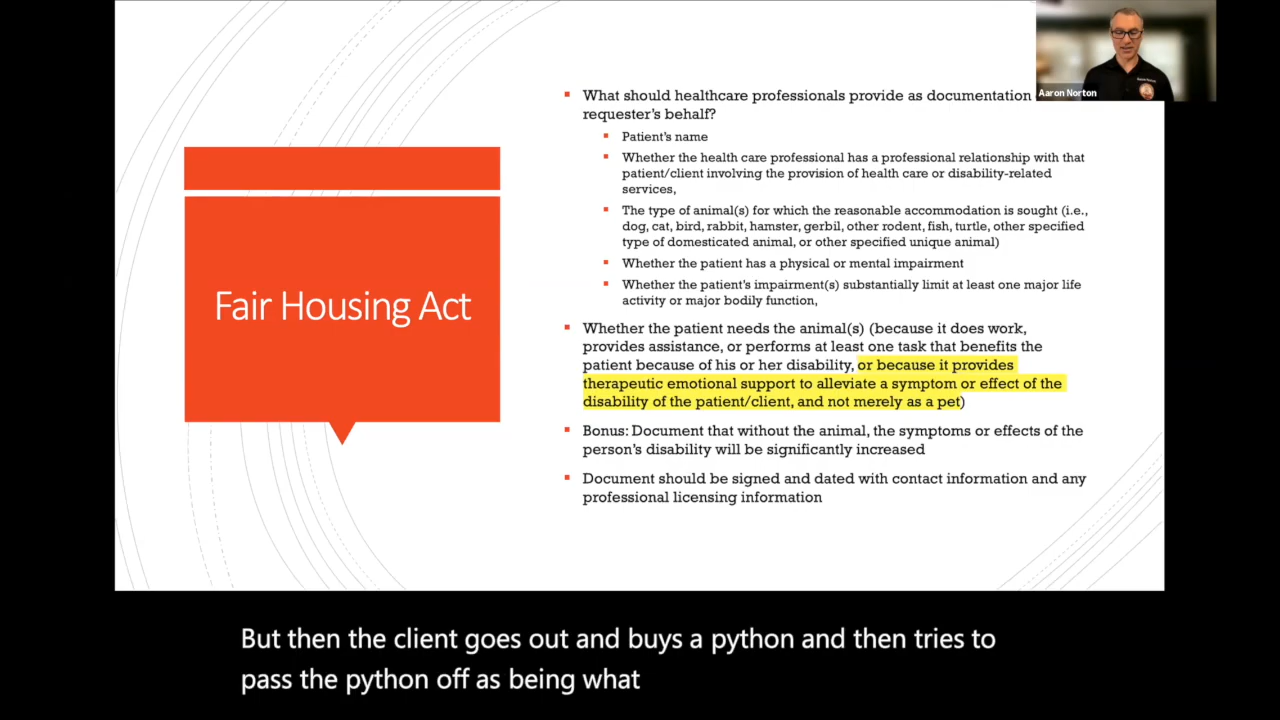 Aaron Norton
Fair Housing Act
What should healthcare professionals provide as documentation
requester's behalf?
Patient's name
Whether the health care professional has a professional relationship with that
patient/client involving the provision of health care or disability-related
services,
The type of animal(s) for which the reasonable accommodation is sought (i.e.,
dog, cat, bird, rabbit, hamster, gerbil, other rodent, fish, turtle, other specified
type of domesticated animal, or other specified unique animal)
Whether the patient has a physical or mental impairment
Whether the patient's impairment(s) substantially limit at least one major life
activity or major bodily function,
Whether the patient needs the animal(s) (because it does work,
provides assistance, or performs at least one task that benefits the
patient because of his or her disability, or because it provides
therapeutic emotional support to alleviate a symptom or effect of the
disability of the patient/client, and not merely as a pet)
Bonus: Document that without the animal, the symptoms or effects of the
person's disability will be significantly increased
Document should be signed and dated with contact information and any
professional licensing information
But then the client goes out and buys a python and then tries to
pass the python off as being what